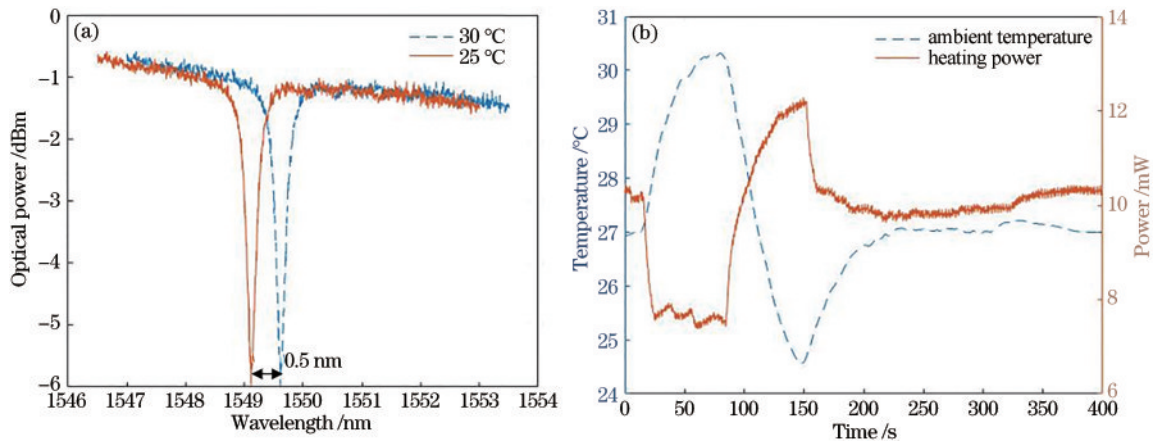 (a)
30 °C
25 °C
Optical power /dBm
0
−1
−2
−3
−4
−5
−6
0.5 nm
1546 1547 1548 1549 1550 1551 1552 1553 1554
Wavelength /nm
(b)
ambient temperature
heating power
Temperature /°C
31
30
29
28
27
26
25
24
14
12
10
8
6
Power /mW
0 50 100 150 200 250 300 350 400
Time /s